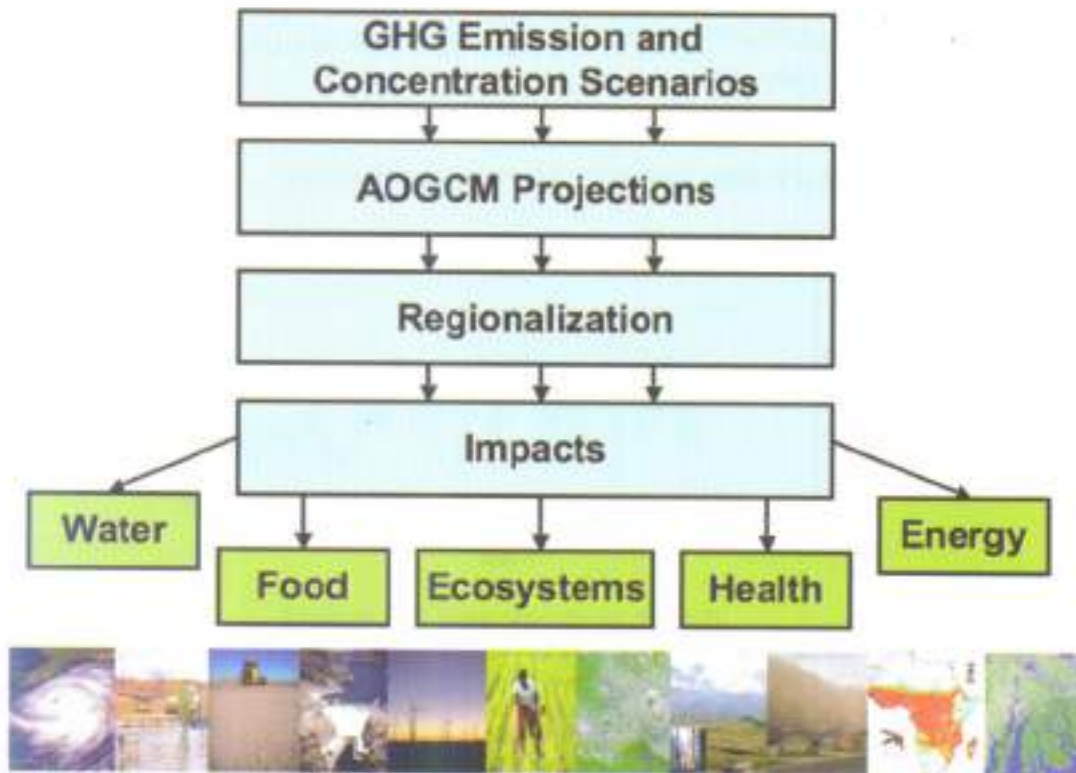 GHG Emission and
Concentration Scenarios
AOGCM Projections
Regionalization
Impacts
Water
Energy
Food
Ecosystems
Health